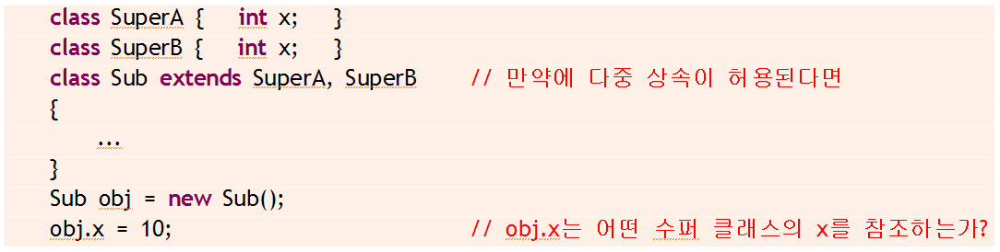 class SuperA { int x; }
class SuperB { int x; }
class Sub extends SuperA, SuperB // 만약에 다중 상속이 허용된다면
{
...
}
Sub obj = new Sub();
obj.x = 10; // obj.x는 어떤 수퍼 클래스의 x를 참조하는가?